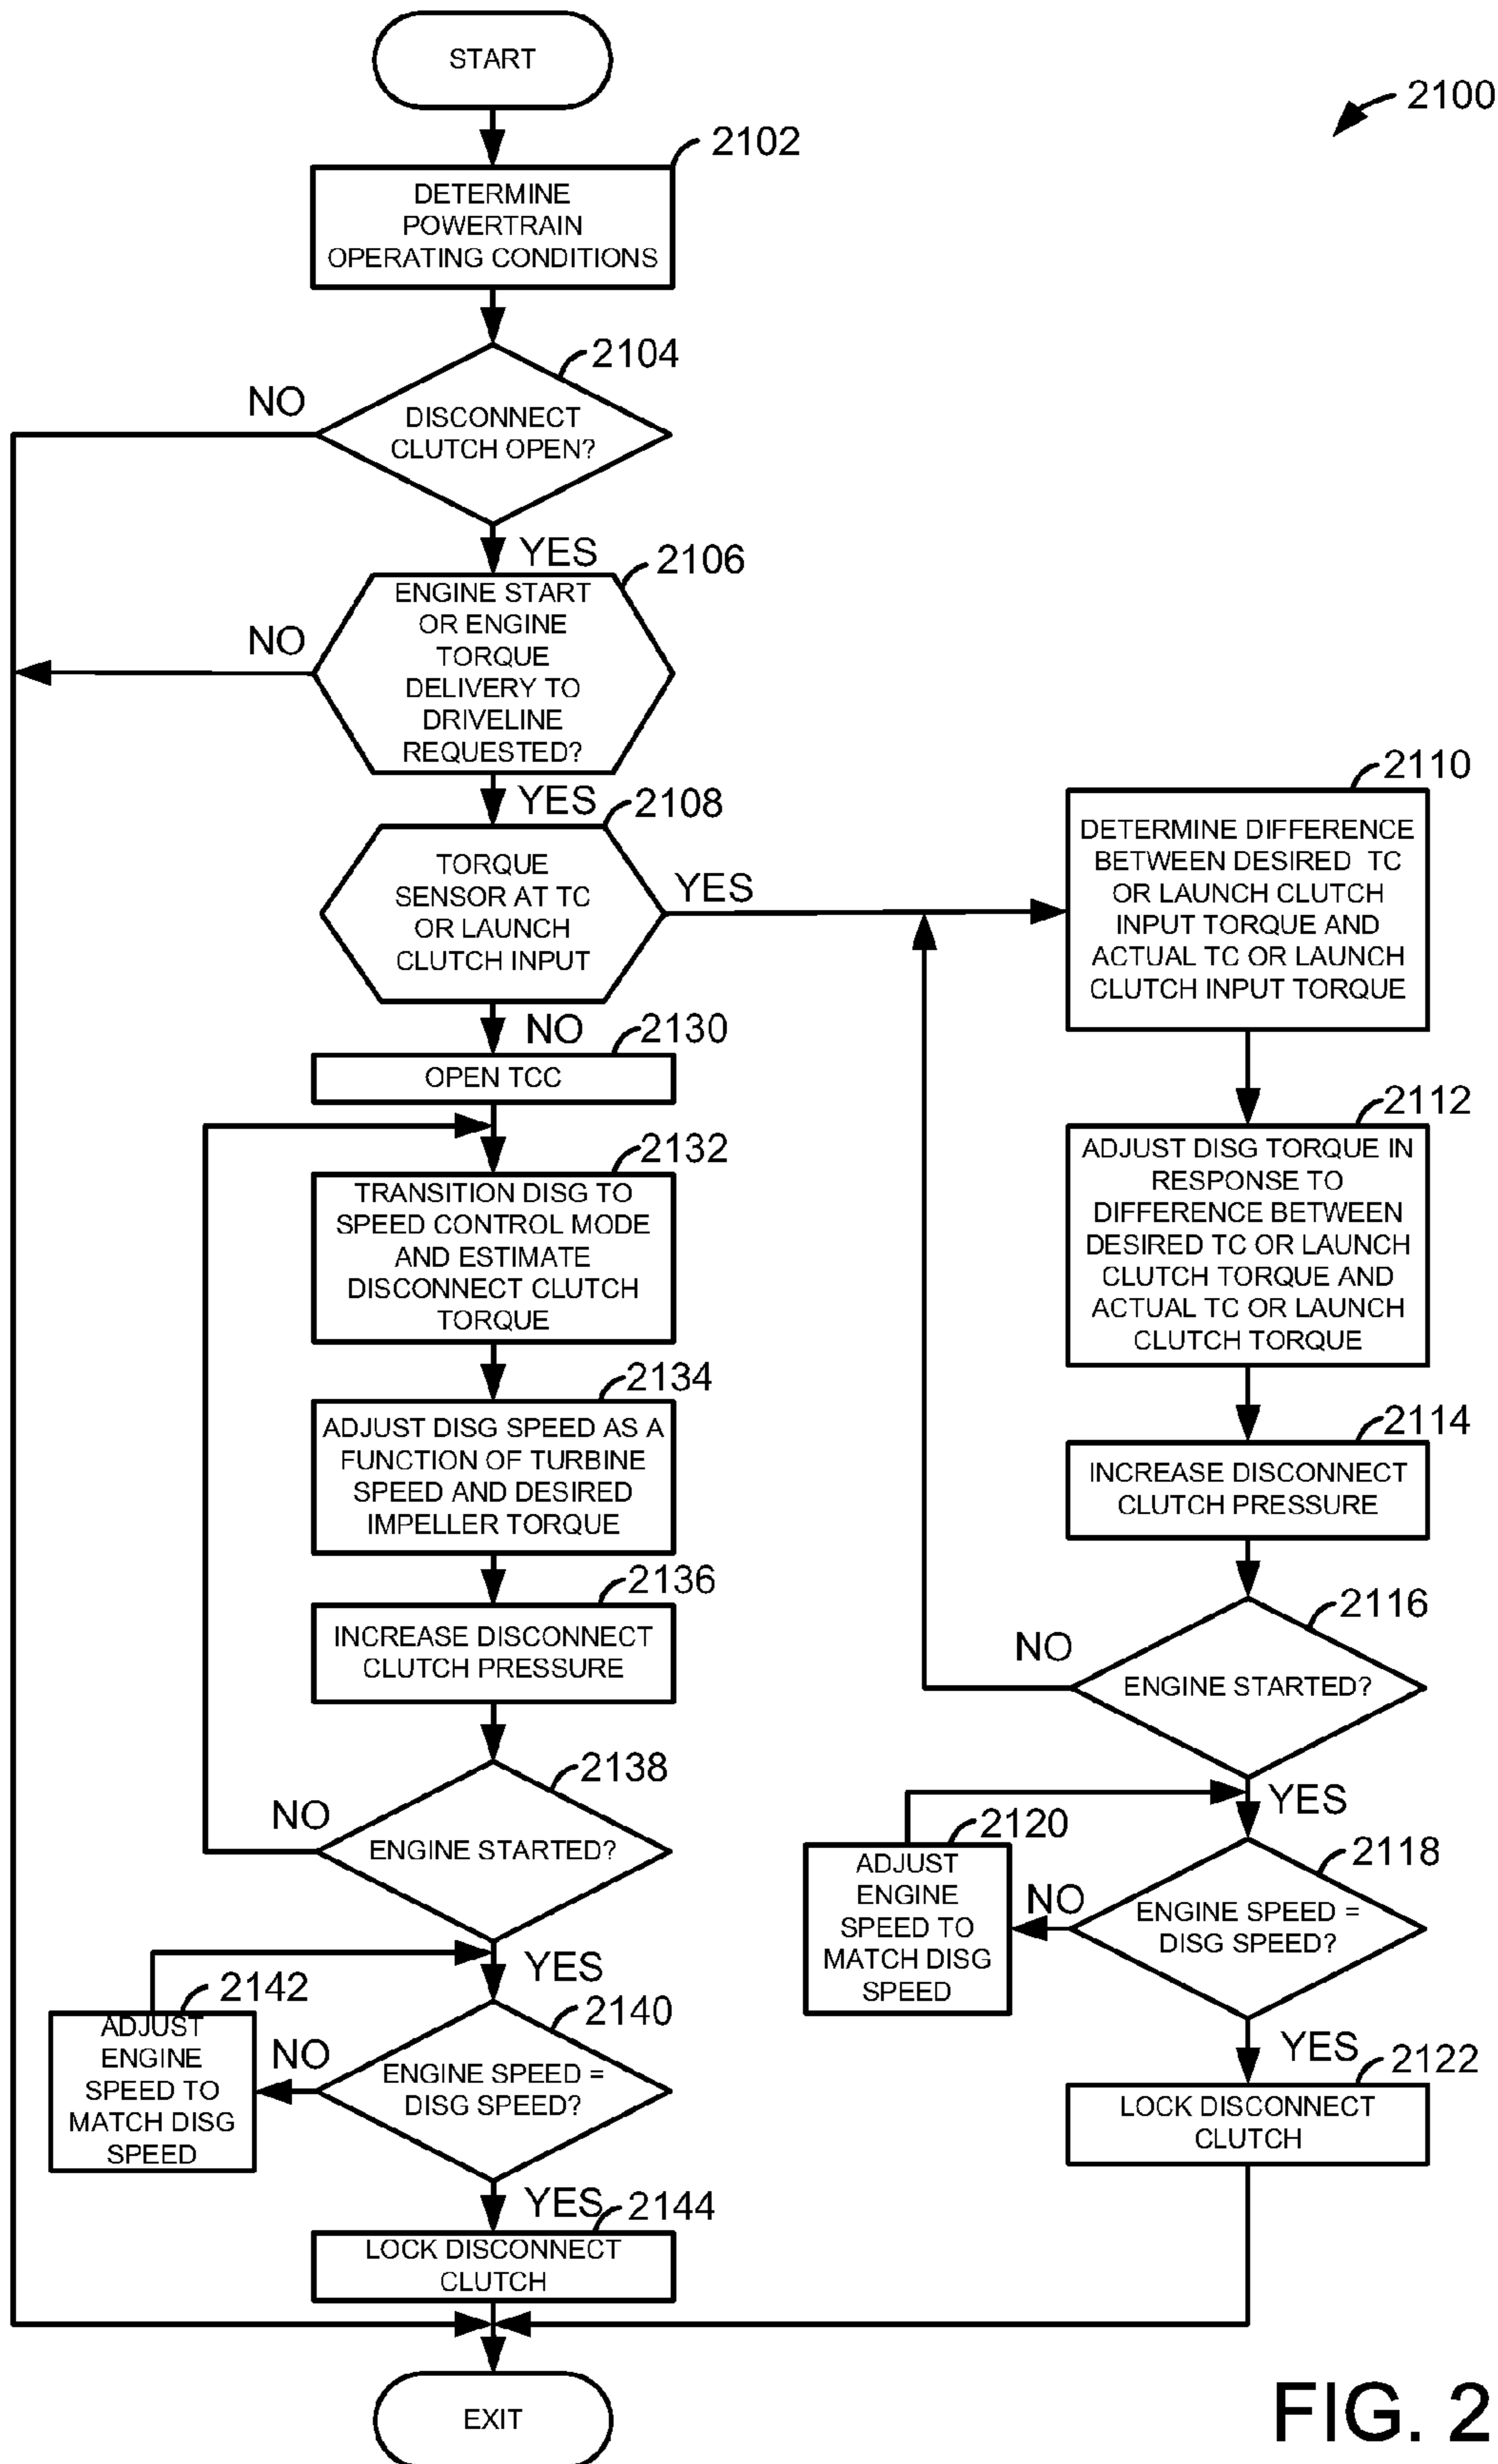 START
2100
2102
DETERMINE
POWERTRAIN
OPERATING CONDITIONS
2104
NO
DISCONNECT
CLUTCH OPEN?
YES
2106
NO
ENGINE START
OR ENGINE
TORQUE
DELIVERY TO
DRIVELINE
REQUESTED?
YES
2108
TORQUE
SENSOR AT TC
OR LAUNCH
CLUTCH INPUT
YES
NO
2130
OPEN TCC
2132
TRANSITION DISG TO
SPEED CONTROL MODE
AND ESTIMATE
DISCONNECT CLUTCH
TORQUE
2134
ADJUST DISG SPEED AS A
FUNCTION OF TURBINE
SPEED AND DESIRED
IMPELLER TORQUE
2136
INCREASE DISCONNECT
CLUTCH PRESSURE
2138
NO
ENGINE STARTED?
YES
2142
ADJUST
ENGINE
SPEED TO
MATCH DISG
SPEED
NO
2140
ENGINE SPEED =
DISG SPEED?
YES
2144
LOCK DISCONNECT
CLUTCH
2110
DETERMINE DIFFERENCE
BETWEEN DESIRED TC
OR LAUNCH CLUTCH
INPUT TORQUE AND
ACTUAL TC OR LAUNCH
CLUTCH INPUT TORQUE
2112
ADJUST DISG TORQUE IN
RESPONSE TO
DIFFERENCE BETWEEN
DESIRED TC OR LAUNCH
CLUTCH TORQUE AND
ACTUAL TC OR LAUNCH
CLUTCH TORQUE
2114
INCREASE DISCONNECT
CLUTCH PRESSURE
2116
NO
ENGINE STARTED?
YES
2120
ADJUST
ENGINE
SPEED TO
MATCH DISG
SPEED
NO
2118
ENGINE SPEED =
DISG SPEED?
YES
2122
LOCK DISCONNECT
CLUTCH
EXIT
FIG. 2